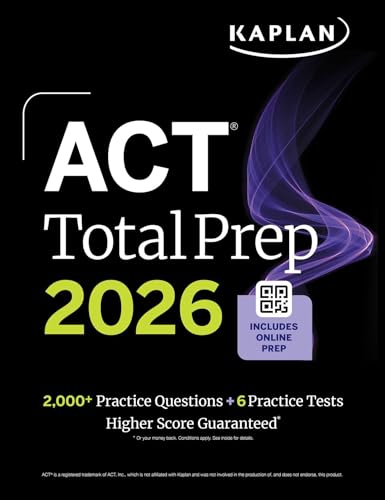 KAPLAN
ACT®
Total Prep
2026
INCLUDES
ONLINE
PREP
2,000+ Practice Questions + 6 Practice Tests
Higher Score Guaranteed*
* Or your money back. Conditions apply. See inside for details.
ACT® is a registered trademark of ACT, Inc., which is not affiliated with Kaplan and was not involved in the production of, and does not endorse, this product.